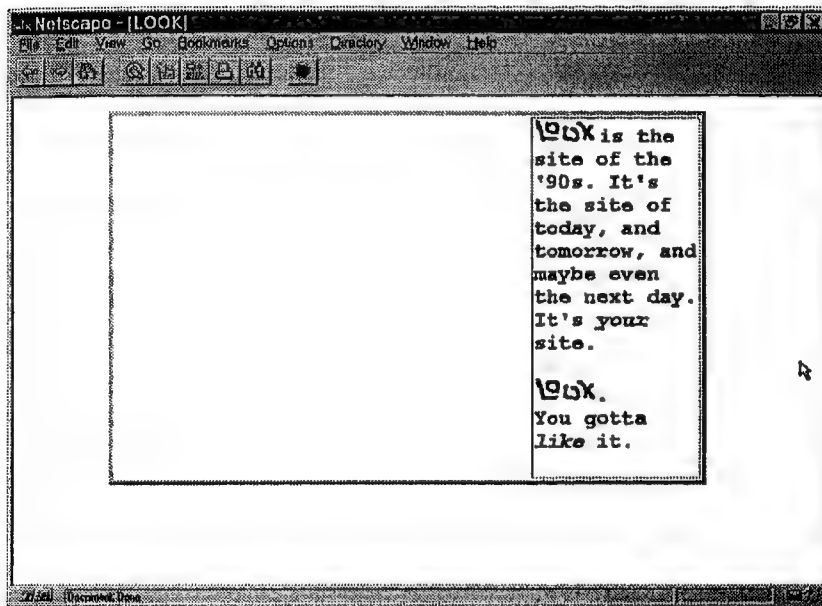 Netscape - [LOOK]
File Edit View Go Bookmarks Options Directory Window Help
LOOK is the
site of the
'90s. It's
the site of
today, and
tomorrow, and
maybe even
the next day.
It's your
site.
LOOK.
You gotta
like it.
Document: Done